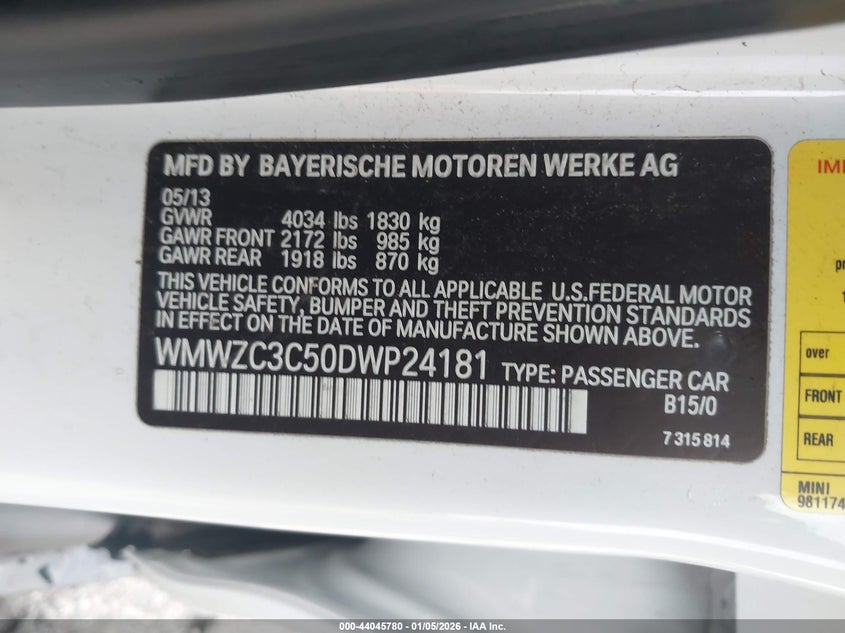 MFD BY BAYERISCHE MOTOREN WERKE AG
05/13
GVWR 4034 lbs 1830 kg
GAWR FRONT 2172 lbs 985 kg
GAWR REAR 1918 lbs 870 kg
THIS VEHICLE CONFORMS TO ALL APPLICABLE U.S.FEDERAL MOTOR
VEHICLE SAFETY, BUMPER AND THEFT PREVENTION STANDARDS
IN EFFECT ON THE DATE OF MANUFACTURE SHOWN ABOVE.
WMWZC3C50DWP24181 TYPE: PASSENGER CAR
B15/0
7315814
over
FRONT
REAR
MINI
981174
000-44045780 - 01/05/2026 - IAA Inc.